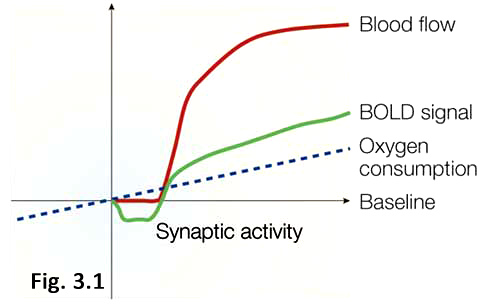 Blood flow
BOLD signal
Oxygen
consumption
Baseline
Synaptic activity
Fig. 3.1